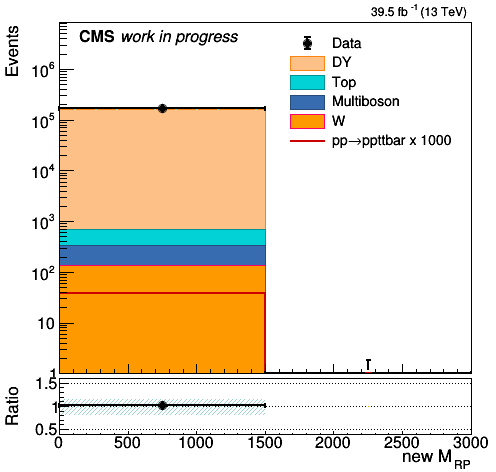 39.5 fb⁻¹ (13 TeV)
CMS work in progress
Events
Data
DY
Top
Multiboson
W
pp→ppttbar x 1000
10⁶
10⁵
10⁴
10³
10²
10
1
Ratio
1.5
1
0.5
0 500 1000 1500 2000 2500 3000
new M_RP